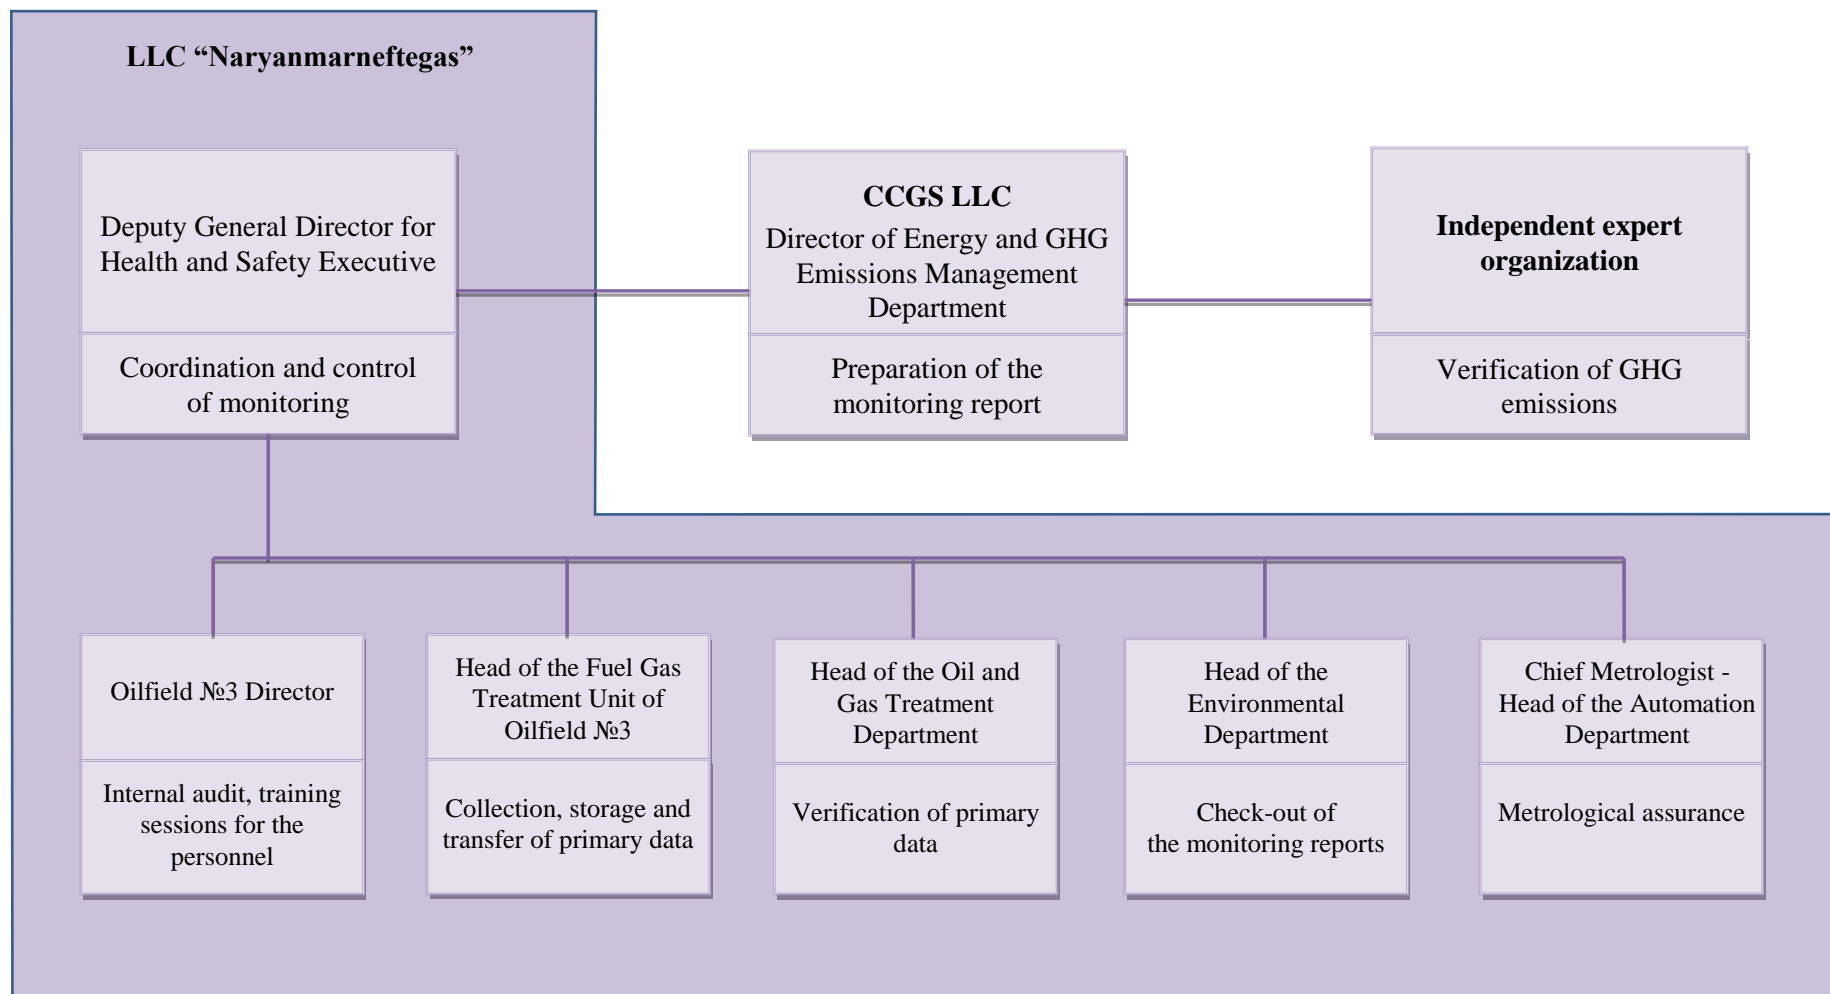 LLC “Naryanmarneftegas”
Deputy General Director for
Health and Safety Executive
Coordination and control
of monitoring
CCGS LLC
Director of Energy and GHG
Emissions Management
Department
Preparation of the
monitoring report
Independent expert
organization
Verification of GHG
emissions
Oilfield №3 Director
Internal audit, training
sessions for the
personnel
Head of the Fuel Gas
Treatment Unit of
Oilfield №3
Collection, storage and
transfer of primary data
Head of the Oil and
Gas Treatment
Department
Verification of primary
data
Head of the
Environmental
Department
Check-out of
the monitoring reports
Chief Metrologist -
Head of the Automation
Department
Metrological assurance